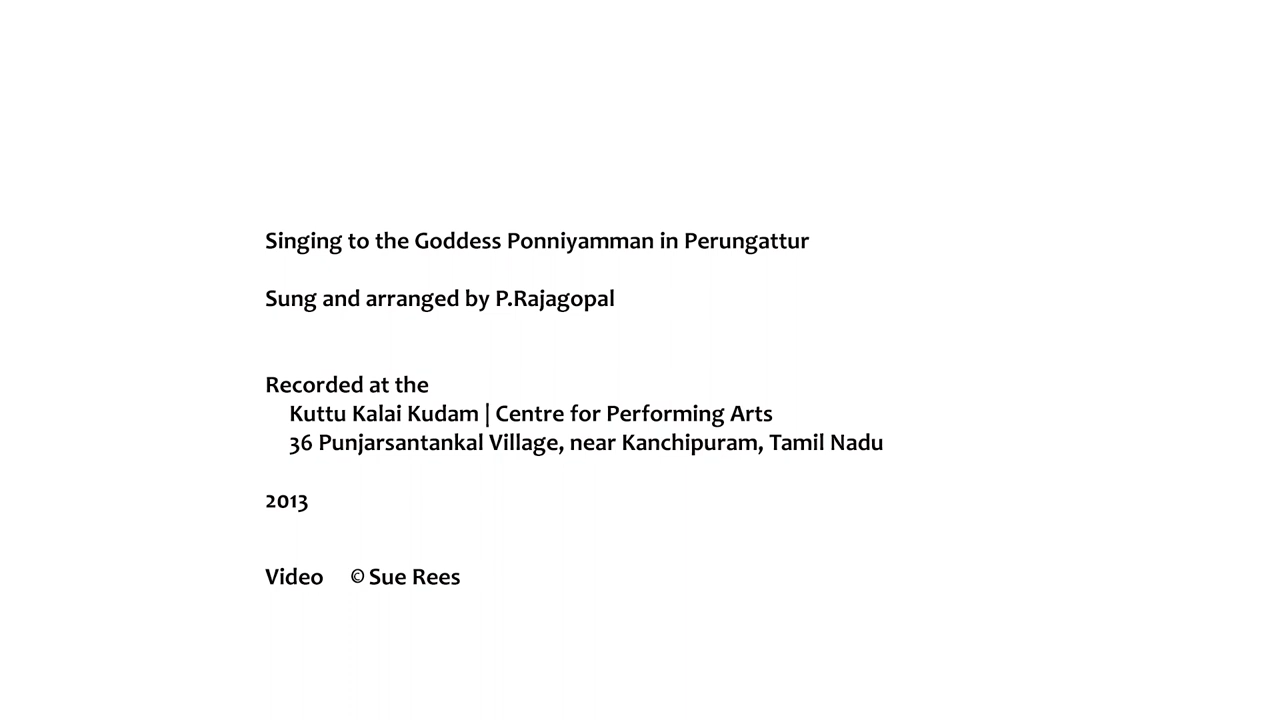 Singing to the Goddess Ponniyamman in Perungattur
Sung and arranged by P.Rajagopal
Recorded at the
Kuttu Kalai Kudam | Centre for Performing Arts
36 Punjarsantankal Village, near Kanchipuram, Tamil Nadu
2013
Video © Sue Rees